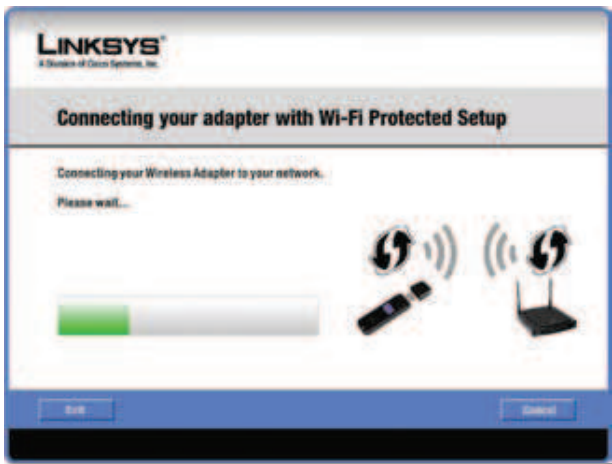 LINKSYS®
A Division of Cisco Systems, Inc.
Connecting your adapter with Wi-Fi Protected Setup
Connecting your Wireless Adapter to your network.
Please wait...
Exit
Cancel